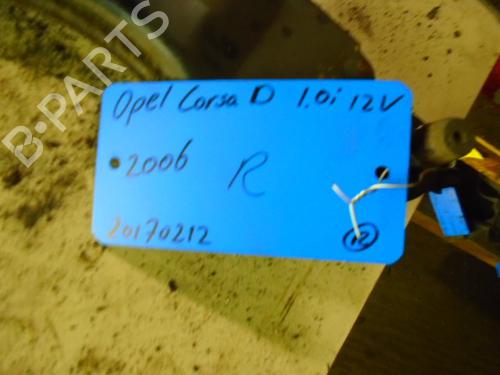 B-PARTS
Opel Corsa D 1.0i 12V
2006 R
20170212 12